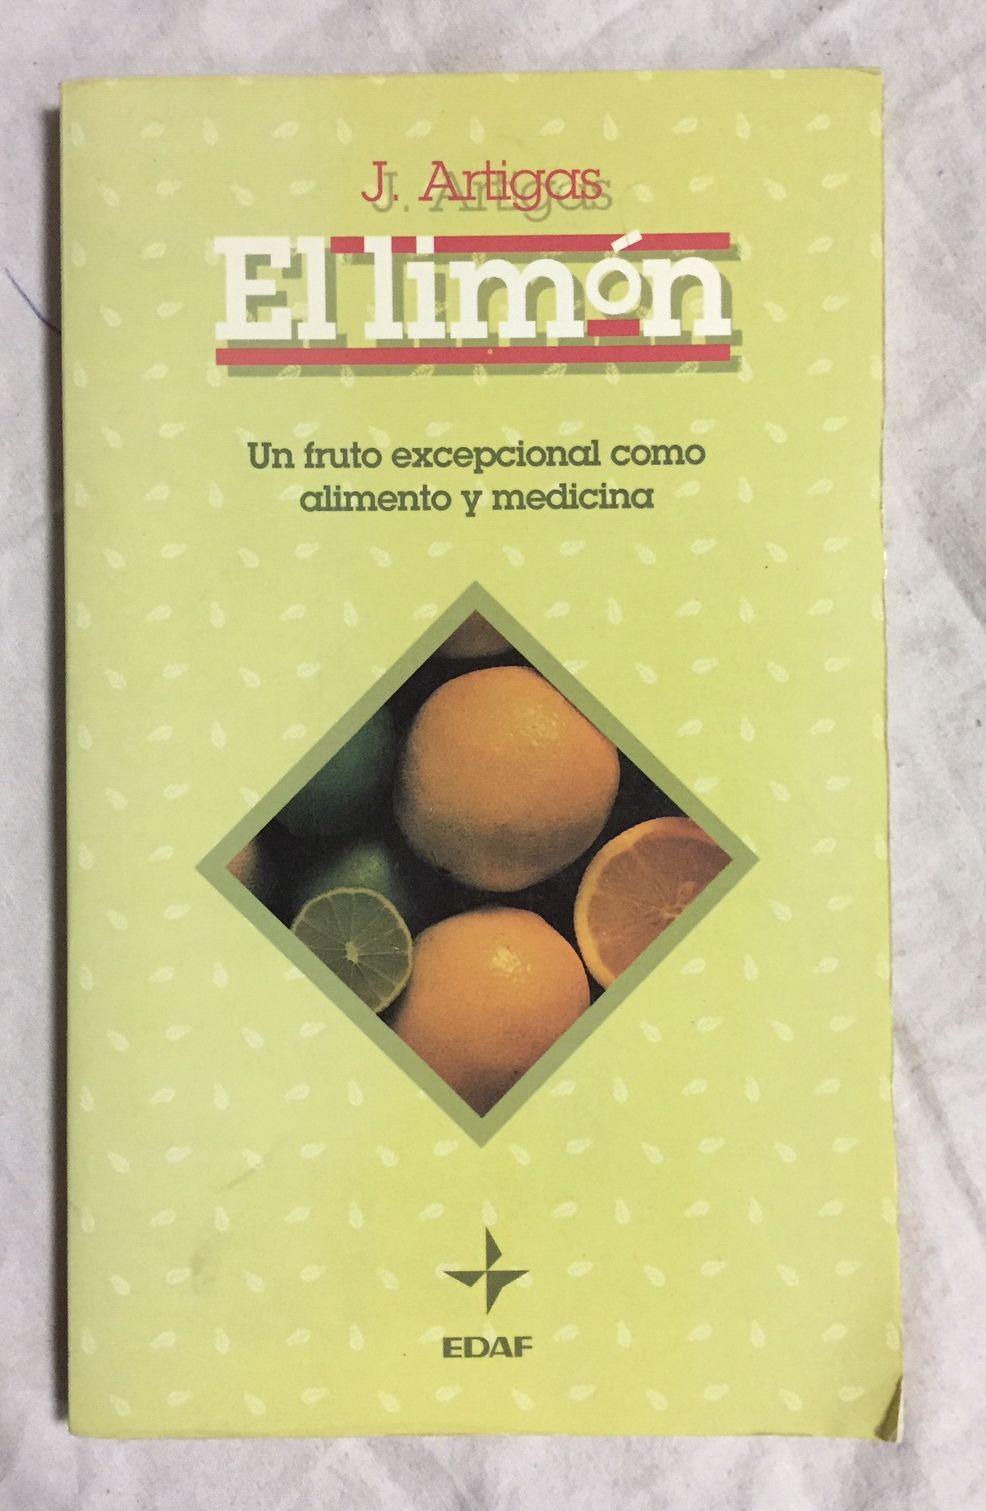 J. Artigas
El limón
Un fruto excepcional como
alimento y medicina
EDAF